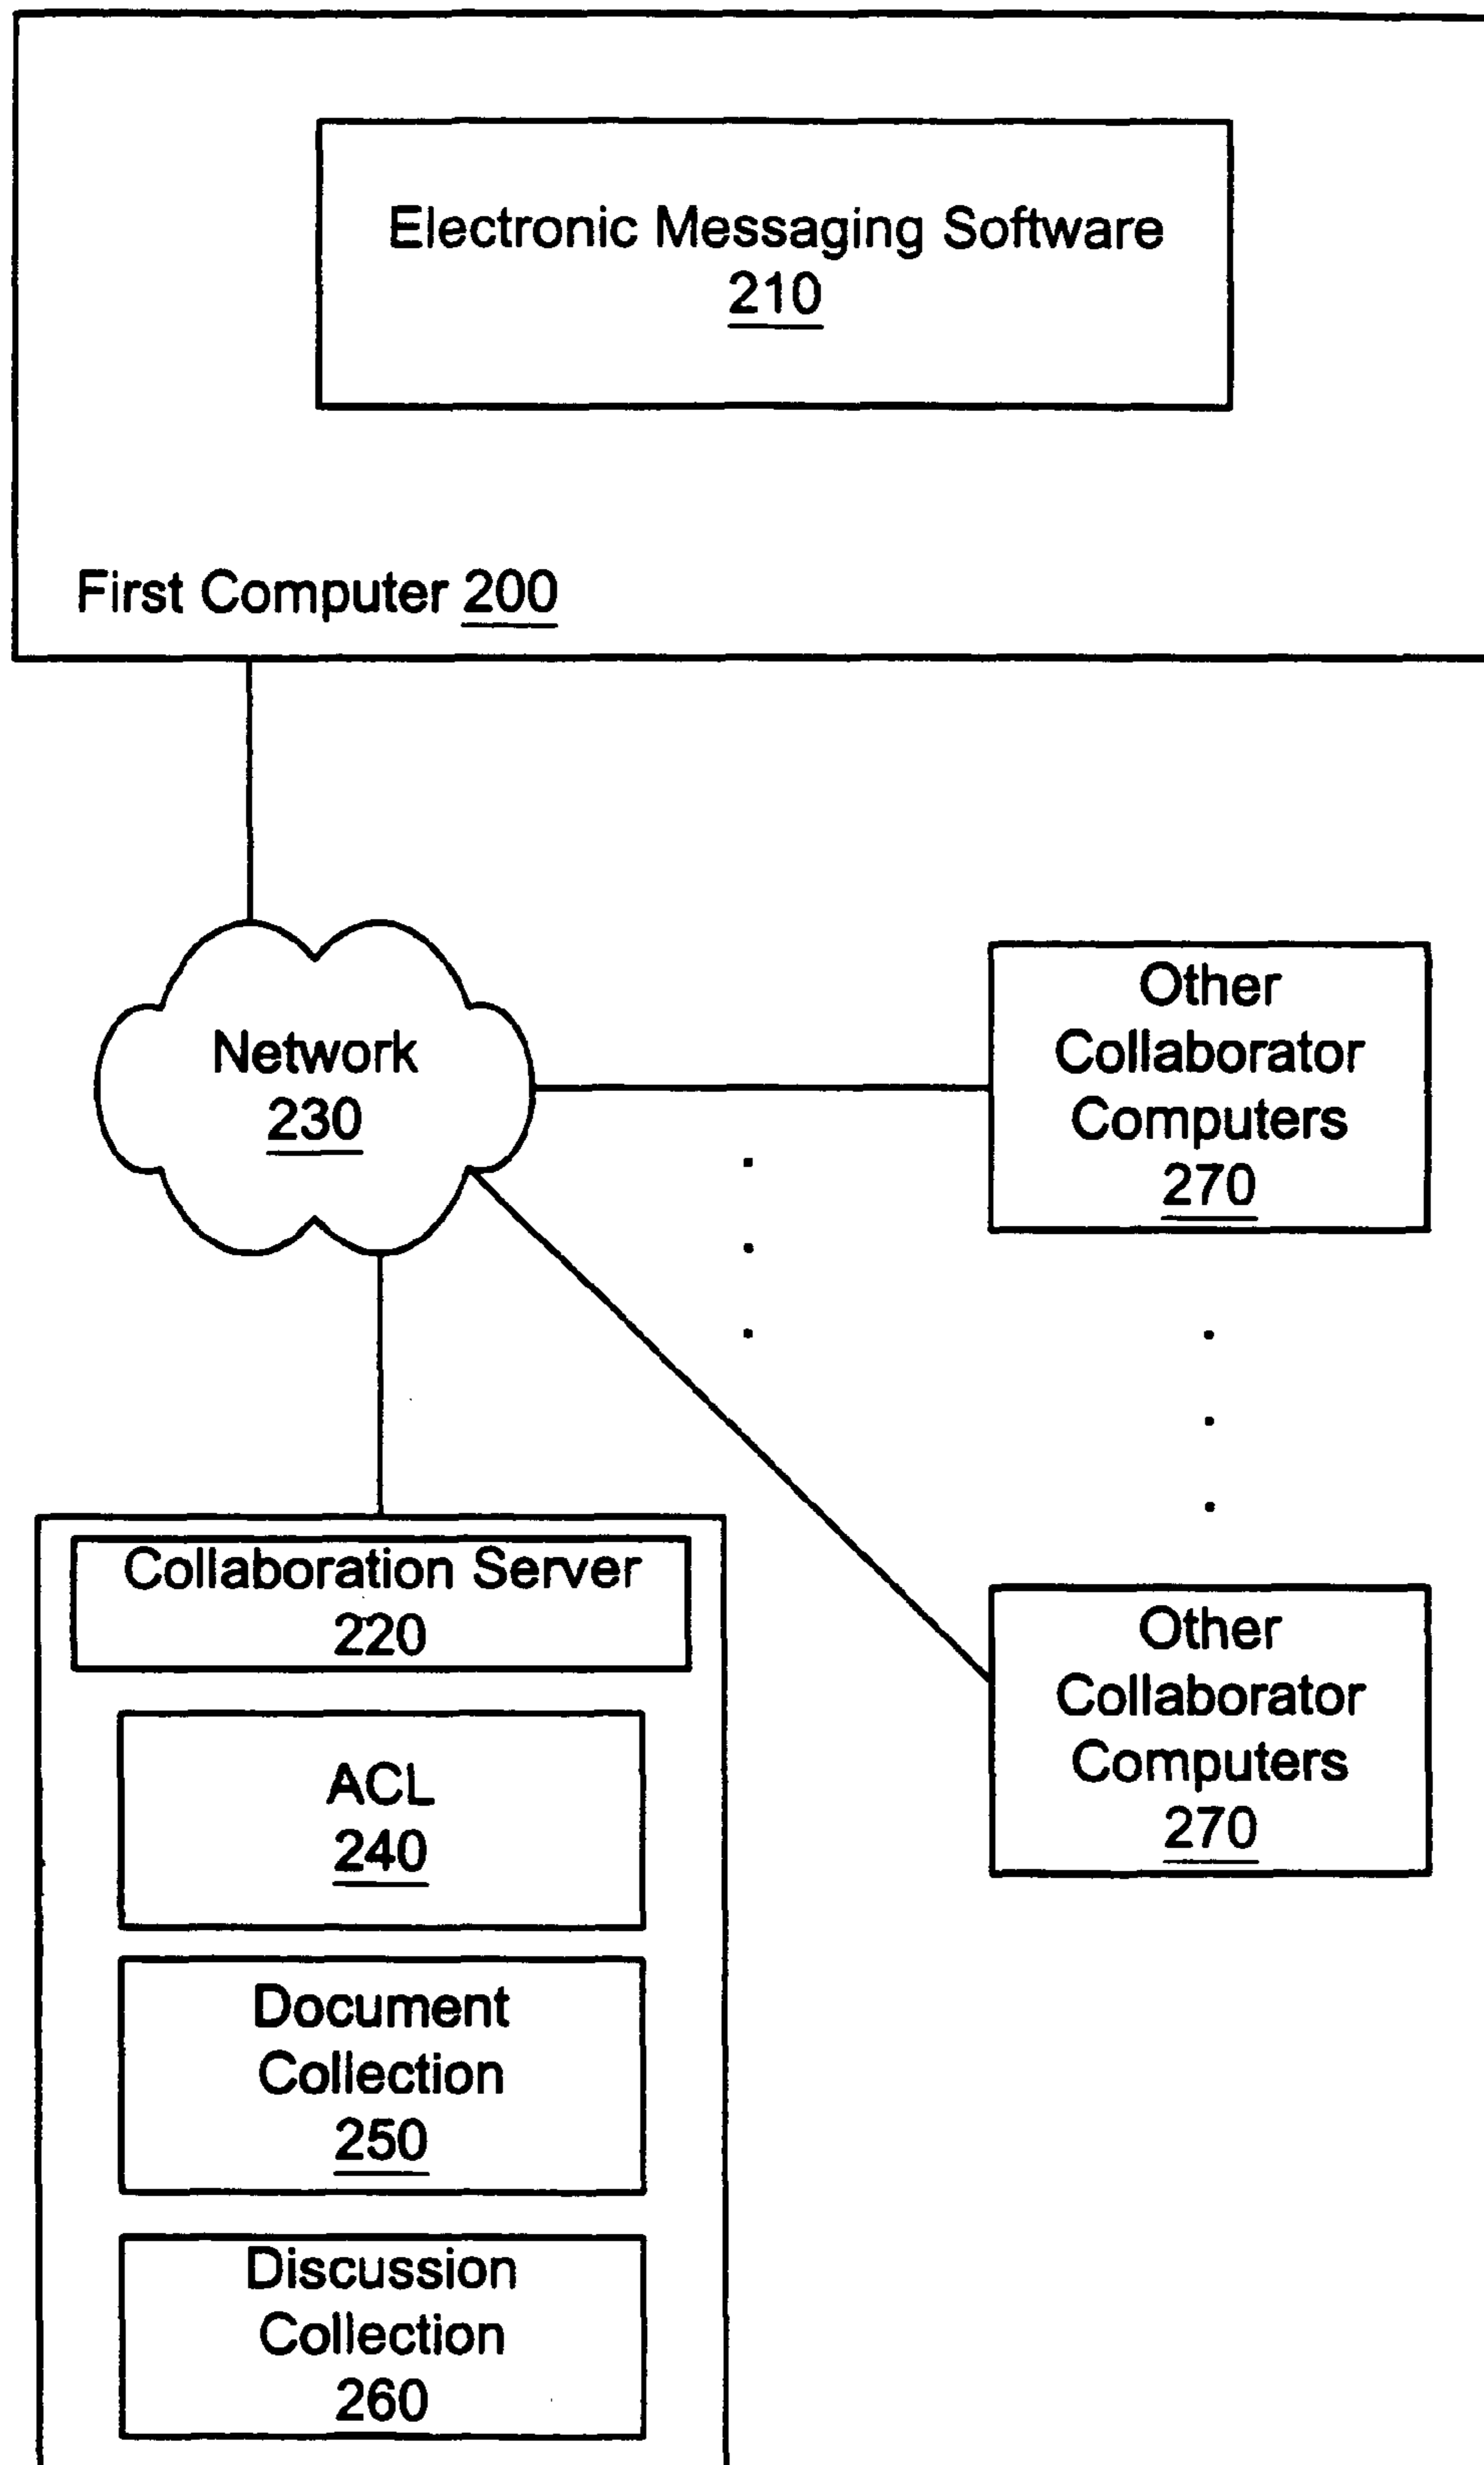 Electronic Messaging Software
210
First Computer 200
Network
230
Other
Collaborator
Computers
270
Other
Collaborator
Computers
270
Collaboration Server
220
ACL
240
Document
Collection
250
Discussion
Collection
260